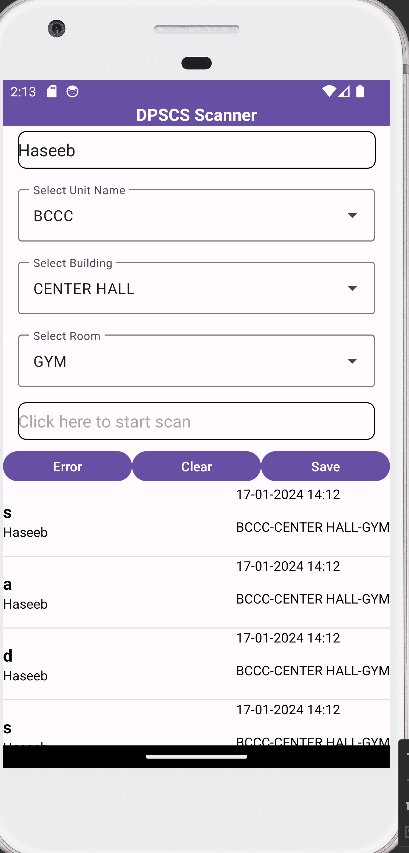 2:13
DPSCS Scanner
Haseeb
Select Unit Name
BCCC
Select Building
CENTER HALL
Select Room
GYM
Click here to start scan
Error Clear Save
17-01-2024 14:12
s
BCCC-CENTER HALL-GYM
Haseeb
17-01-2024 14:12
a
BCCC-CENTER HALL-GYM
Haseeb
17-01-2024 14:12
d
BCCC-CENTER HALL-GYM
Haseeb
17-01-2024 14:12
s
BCCC-CENTER HALL-GYM
Haseeb